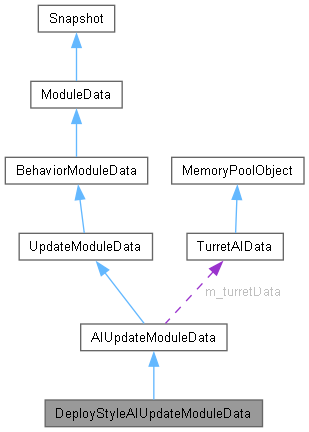 Snapshot
ModuleData
BehaviorModuleData
MemoryPoolObject
UpdateModuleData
TurretAIData
m_turretData
AIUpdateModuleData
DeployStyleAIUpdateModuleData